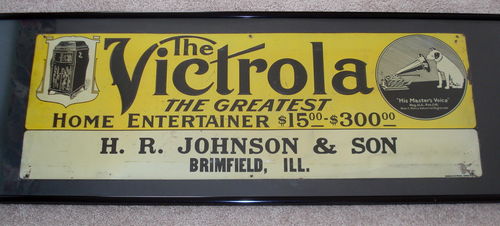 The
Victrola
THE GREATEST
HOME ENTERTAINER $15.00-$300.00
"His Master's Voice"
H. R. JOHNSON & SON
BRIMFIELD, ILL.